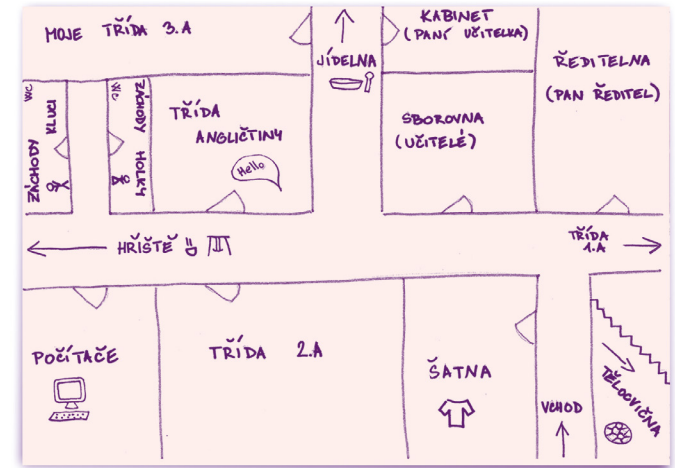 MOJE TŘÍDA 3.A
JÍDELNA
KABINET
(PANÍ UČITELKA)
ŘEDITELNA
(PAN ŘEDITEL)
WC
ZÁCHODY KLUCI
WC
ZÁCHODY HOLKY
TŘÍDA
ANGLIČTINY
Hello
SBOROVNA
(UČITELÉ)
HŘIŠTĚ
TŘÍDA
1.A
POČÍTAČE
TŘÍDA 2.A
ŠATNA
VCHOD
TĚLOCVIČNA